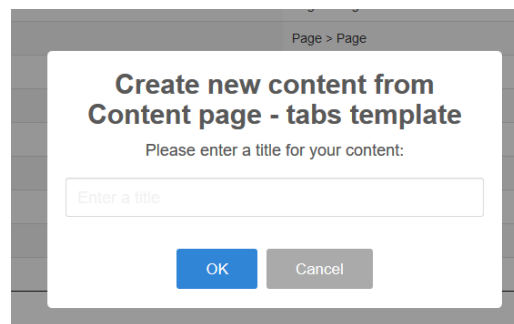 Page > Page
Create new content from
Content page - tabs template
Please enter a title for your content:
Enter a title
OK
Cancel